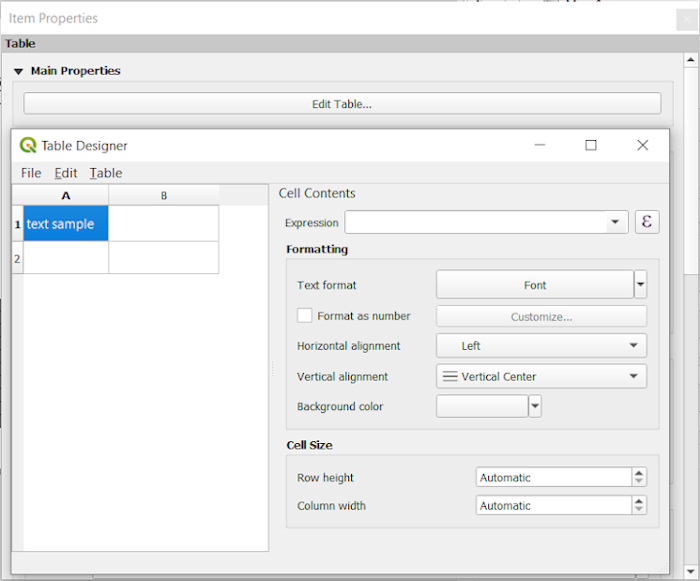 Item Properties
Table
Main Properties
Edit Table...
Table Designer
File Edit Table
A B
1 text sample
2
Cell Contents
Expression ε
Formatting
Text format Font
Format as number Customize...
Horizontal alignment Left
Vertical alignment Vertical Center
Background color
Cell Size
Row height Automatic
Column width Automatic